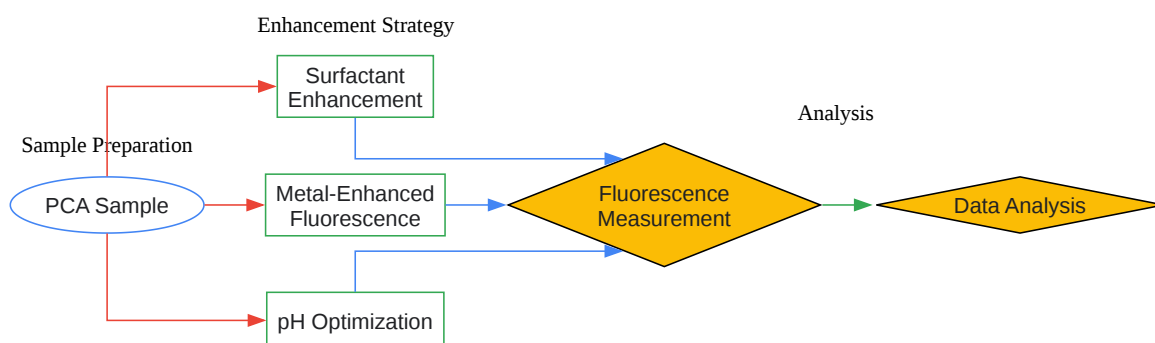 Enhancement Strategy
Surfactant
Enhancement
Analysis
Sample Preparation
PCA Sample
Metal-Enhanced
Fluorescence
Fluorescence
Measurement
Data Analysis
pH Optimization